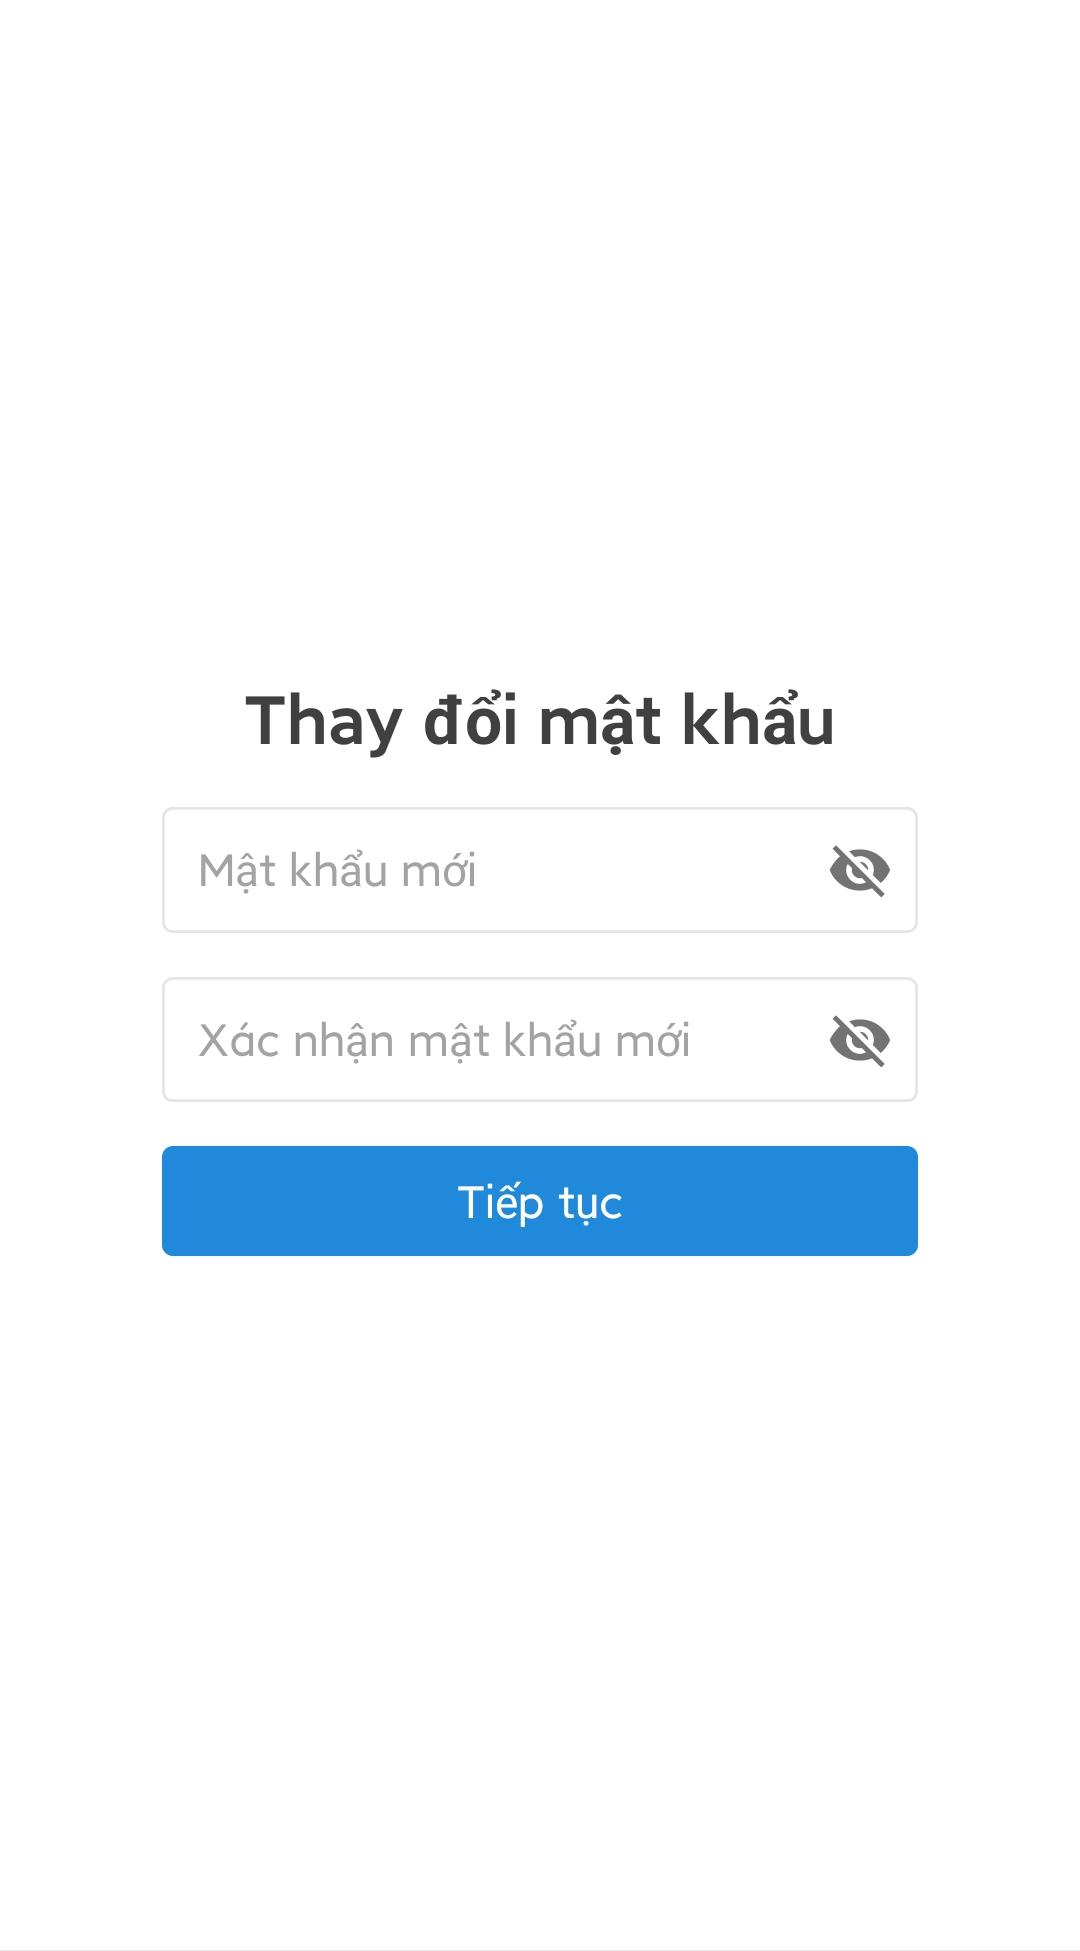 Thay đổi mật khẩu
Mật khẩu mới
Xác nhận mật khẩu mới
Tiếp tục